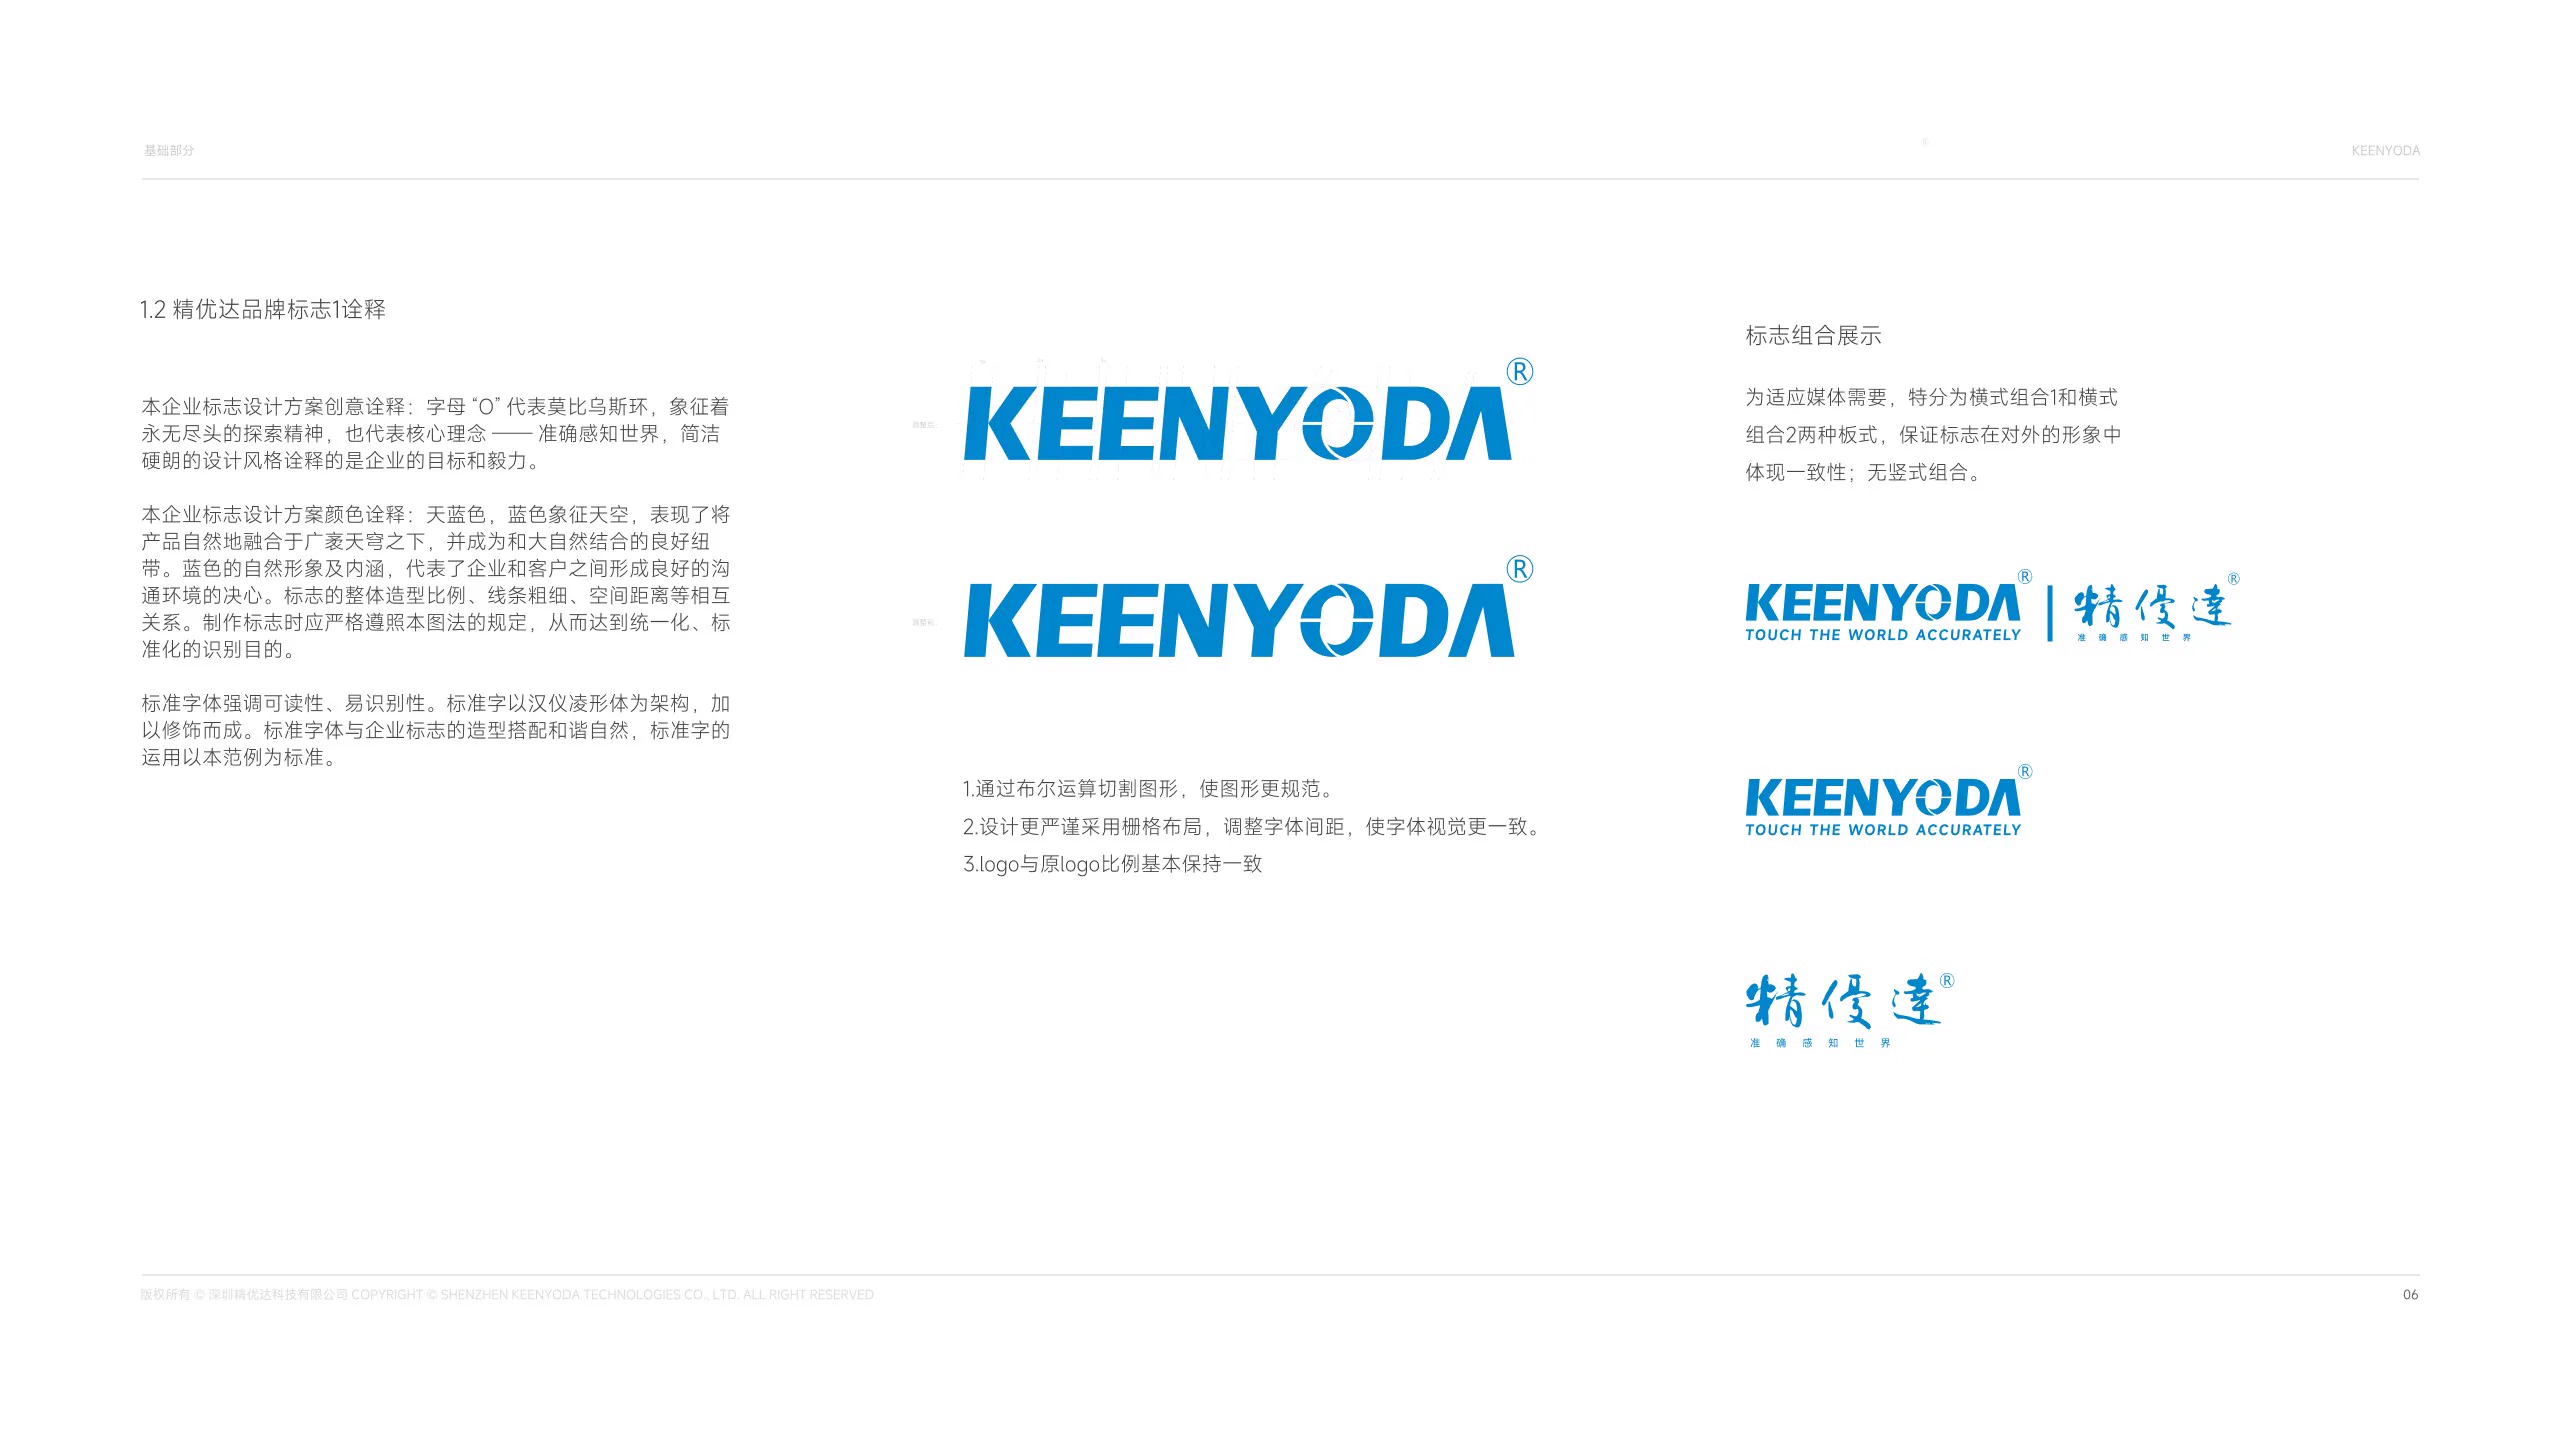 基础部分
KEENYODA
1.2 精优达品牌标志1诠释
本企业标志设计方案创意诠释：字母 “O” 代表莫比乌斯环，象征着
永无尽头的探索精神，也代表核心理念 —— 准确感知世界，简洁
硬朗的设计风格诠释的是企业的目标和毅力。
本企业标志设计方案颜色诠释：天蓝色，蓝色象征天空，表现了将
产品自然地融合于广袤天穹之下，并成为和大自然结合的良好纽
带。蓝色的自然形象及内涵，代表了企业和客户之间形成良好的沟
通环境的决心。标志的整体造型比例、线条粗细、空间距离等相互
关系。制作标志时应严格遵照本图法的规定，从而达到统一化、标
准化的识别目的。
标准字体强调可读性、易识别性。标准字以汉仪凌形体为架构，加
以修饰而成。标准字体与企业标志的造型搭配和谐自然，标准字的
运用以本范例为标准。
KEENYODA®
KEENYODA®
1.通过布尔运算切割图形，使图形更规范。
2.设计更严谨采用栅格布局，调整字体间距，使字体视觉更一致。
3.logo与原logo比例基本保持一致
标志组合展示
为适应媒体需要，特分为横式组合1和横式
组合2两种板式，保证标志在对外的形象中
体现一致性；无竖式组合。
KEENYODA® | 精優達®
TOUCH THE WORLD ACCURATELY 准确感知世界
KEENYODA®
TOUCH THE WORLD ACCURATELY
精優達®
准确感知世界
版权所有 © 深圳精优达科技有限公司 COPYRIGHT © SHENZHEN KEENYODA TECHNOLOGIES CO., LTD. ALL RIGHT RESERVED
06